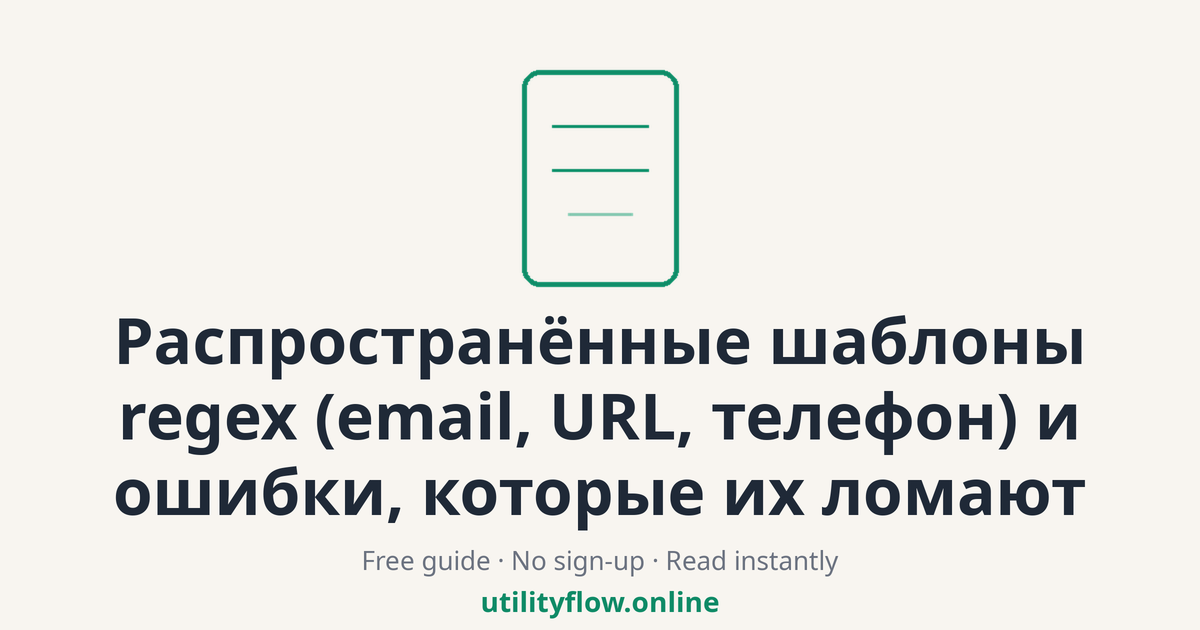 Распространённые шаблоны
regex (email, URL, телефон) и
ошибки, которые их ломают
Free guide · No sign-up · Read instantly
utilityflow.online